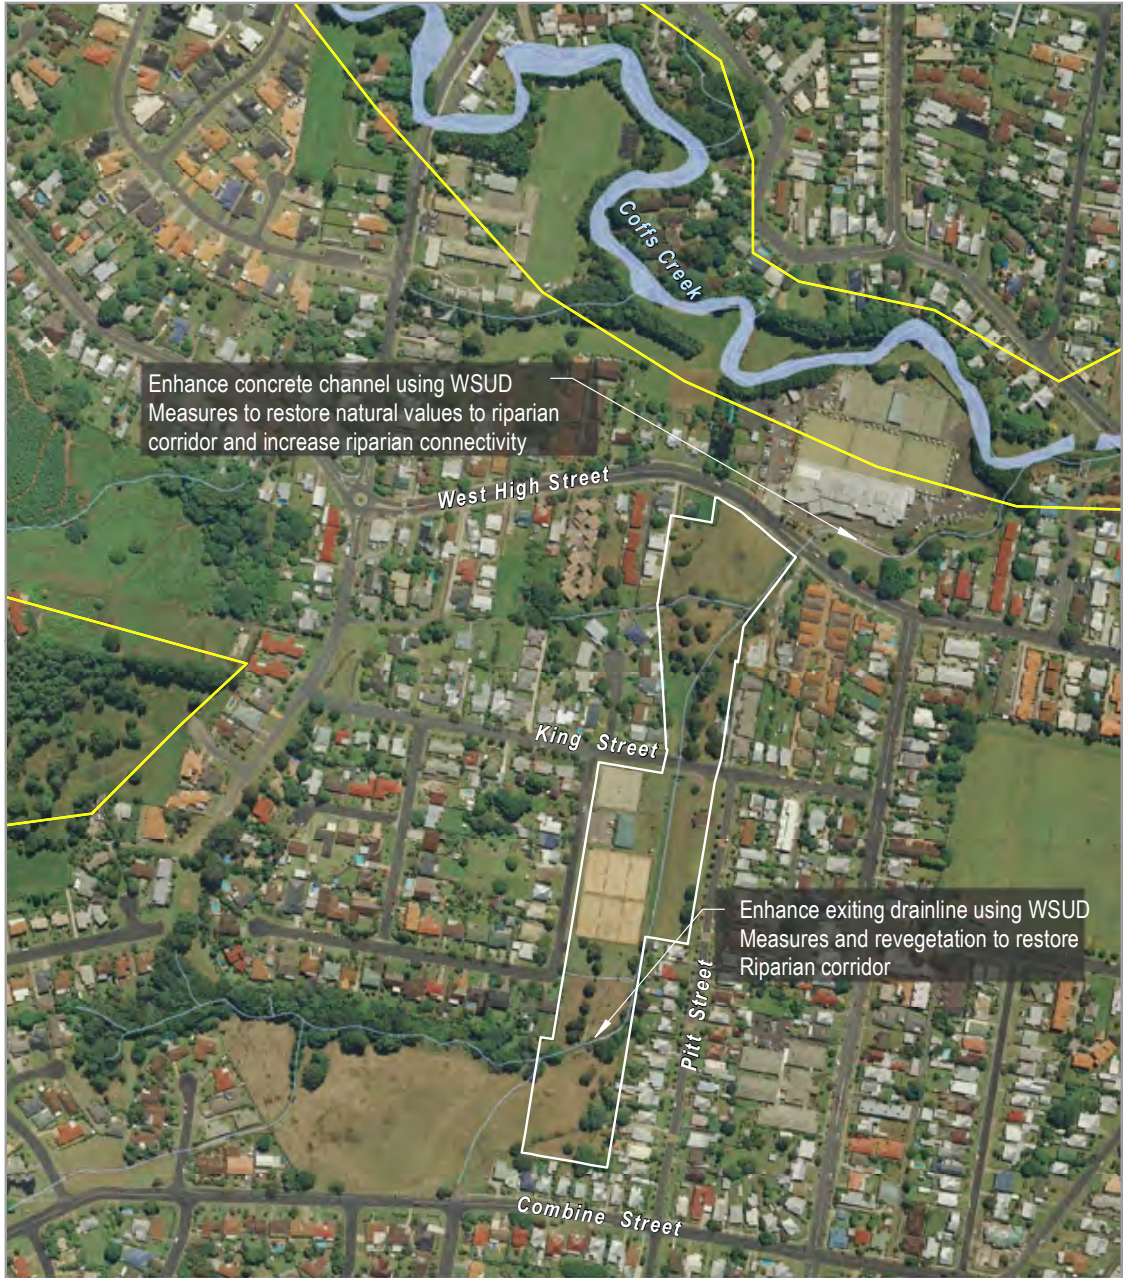 Coffs Creek
Enhance concrete channel using WSUD
Measures to restore natural values to riparian
corridor and increase riparian connectivity
West High Street
King Street
Enhance exiting drainline using WSUD
Measures and revegetation to restore
Riparian corridor
Pitt Street
Combine Street